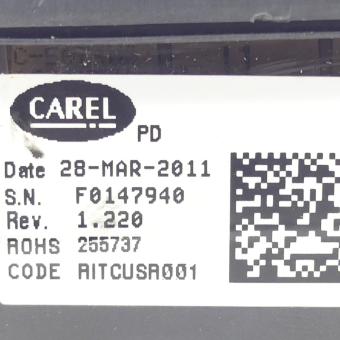 CAREL
PD
Date 28-MAR-2011
S.N. F0147940
Rev. 1.220
ROHS 255737
CODE RITCUSR001